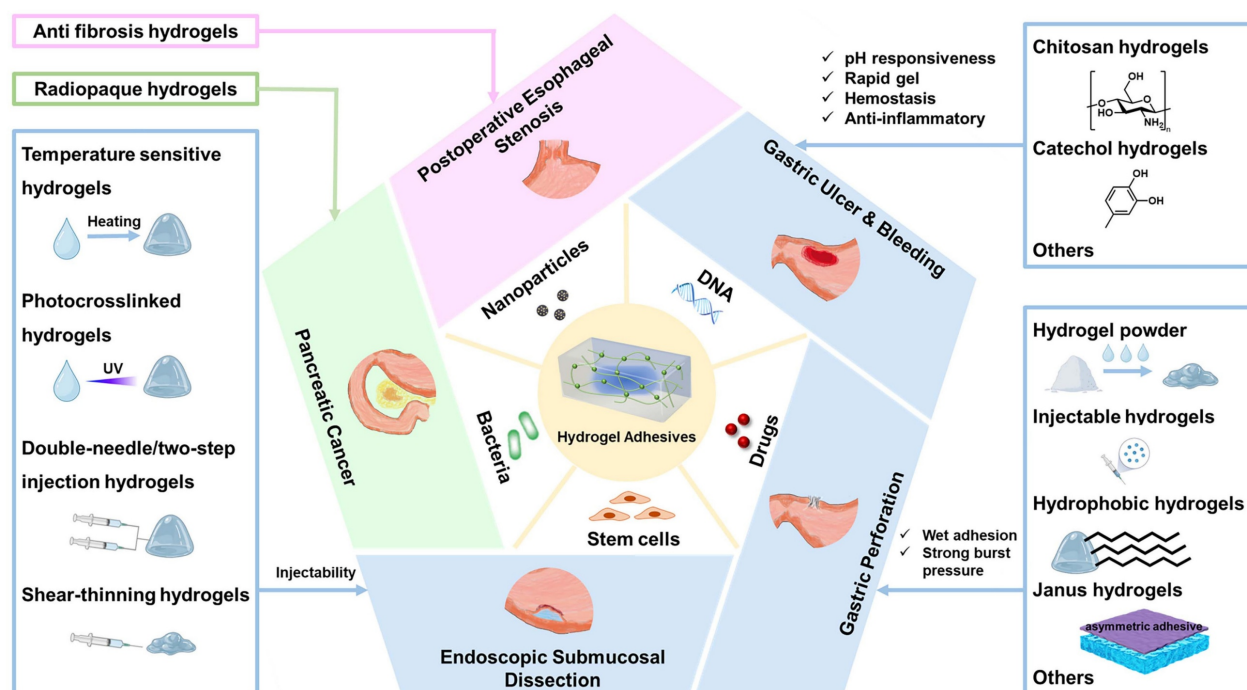 Anti fibrosis hydrogels
Radiopaque hydrogels
Temperature sensitive
hydrogels
Heating
Photocrosslinked
hydrogels
UV
Double-needle/two-step
injection hydrogels
Shear-thinning hydrogels
Injectability
Postoperative Esophageal
Stenosis
Pancreatic Cancer
Endoscopic Submucosal
Dissection
Gastric Ulcer & Bleeding
Gastric Perforation
Nanoparticles
DNA
Bacteria
Drugs
Stem cells
Hydrogel Adhesives
✓ pH responsiveness
✓ Rapid gel
✓ Hemostasis
✓ Anti-inflammatory
✓ Wet adhesion
✓ Strong burst
pressure
Chitosan hydrogels
OH
O
O
HO
NH₂
n
Catechol hydrogels
OH
OH
Others
Hydrogel powder
Injectable hydrogels
Hydrophobic hydrogels
Janus hydrogels
asymmetric adhesive
Others